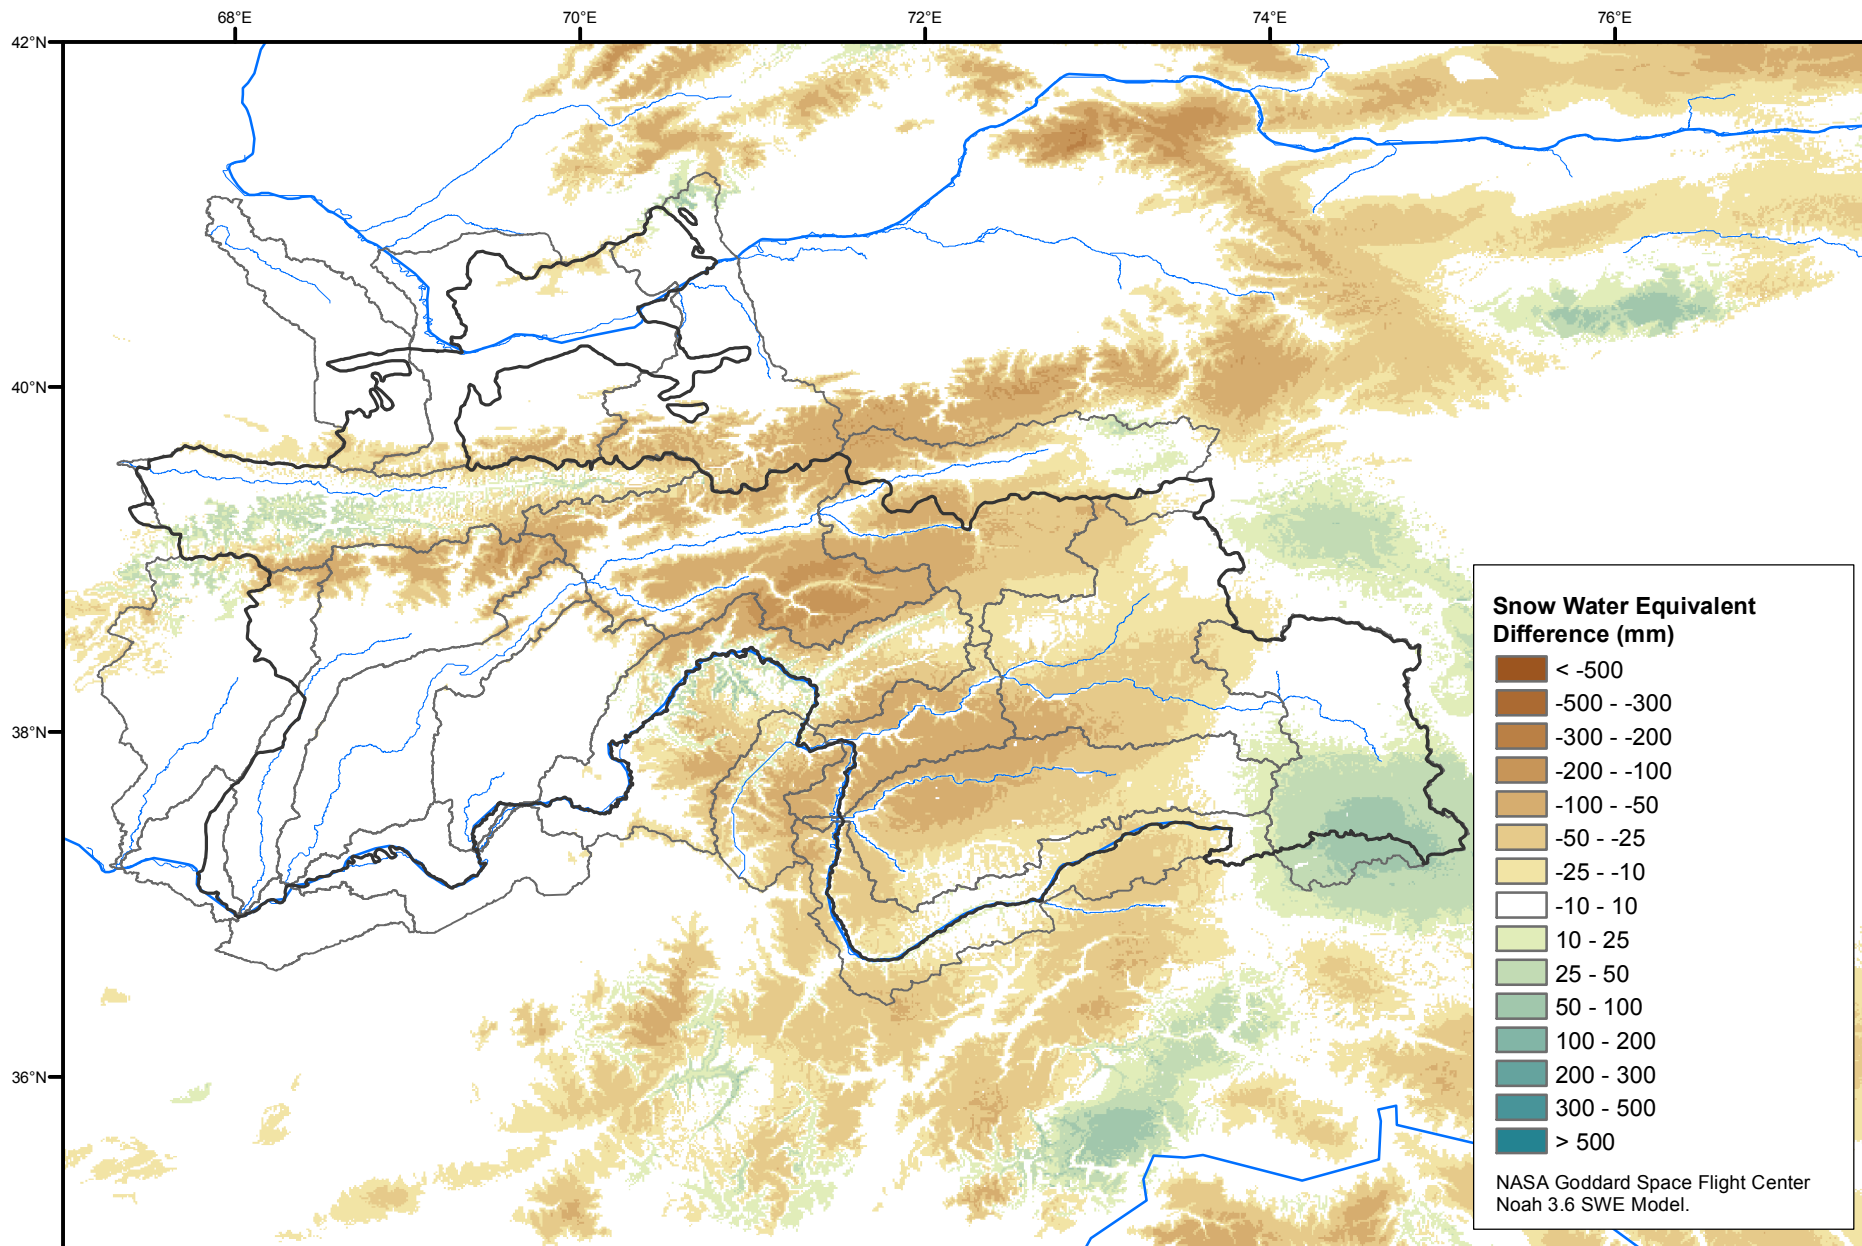 68°E
70°E
72°E
74°E
76°E
42°N
40°N
38°N
36°N
Snow Water Equivalent
Difference (mm)
< -500
-500 - -300
-300 - -200
-200 - -100
-100 - -50
-50 - -25
-25 - -10
-10 - 10
10 - 25
25 - 50
50 - 100
100 - 200
200 - 300
300 - 500
> 500
NASA Goddard Space Flight Center
Noah 3.6 SWE Model.